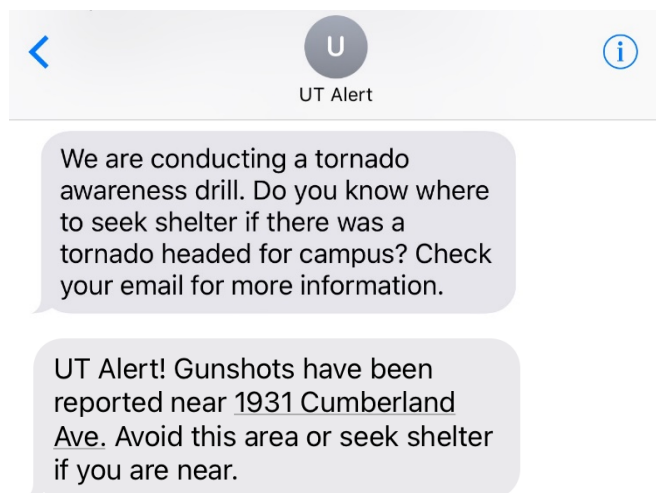 U
UT Alert
We are conducting a tornado
awareness drill. Do you know where
to seek shelter if there was a
tornado headed for campus? Check
your email for more information.
UT Alert! Gunshots have been
reported near 1931 Cumberland
Ave. Avoid this area or seek shelter
if you are near.